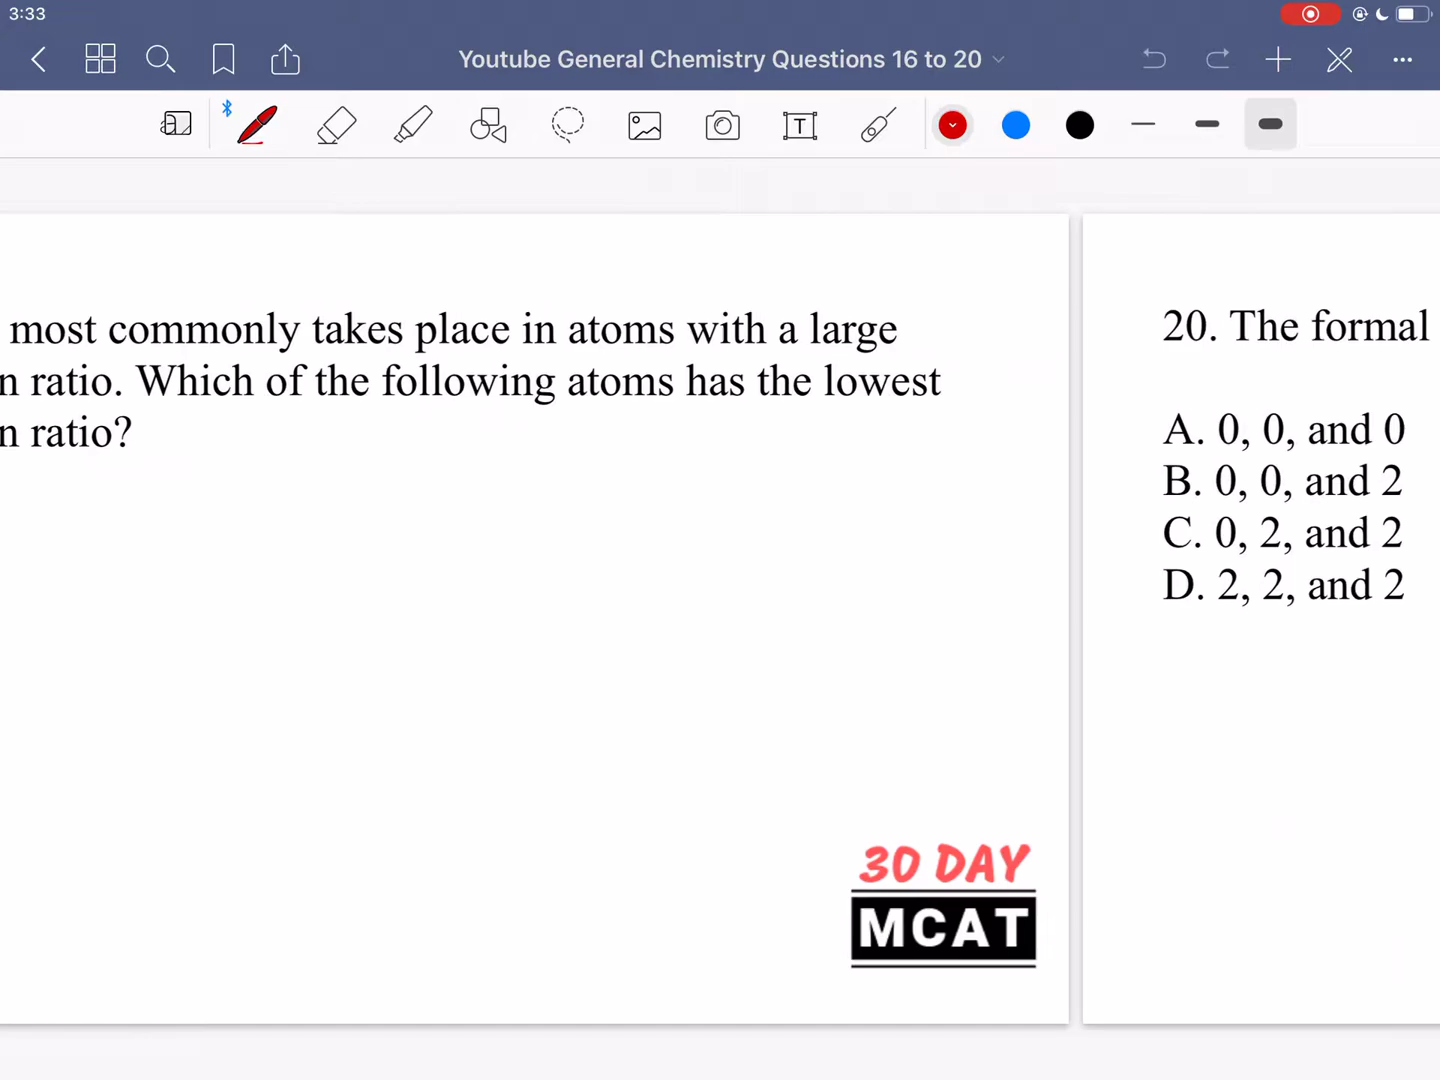 3:33
Youtube General Chemistry Questions 16 to 20
T
most commonly takes place in atoms with a large
n ratio. Which of the following atoms has the lowest
n ratio?
30 DAY
MCAT
20. The formal
A. 0, 0, and 0
B. 0, 0, and 2
C. 0, 2, and 2
D. 2, 2, and 2